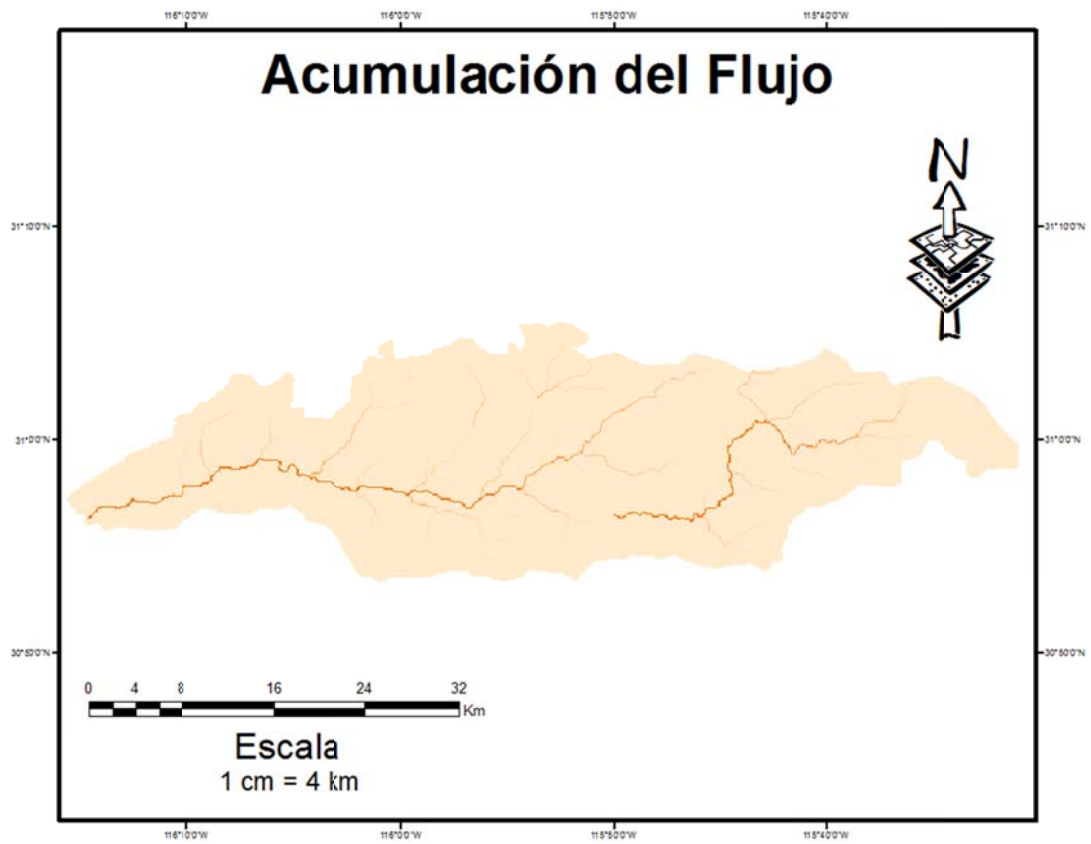 116°10'0"W 116°0'0"W 115°50'0"W 115°40'0"W
Acumulación del Flujo
N
31°10'0"N 31°10'0"N
31°0'0"N 31°0'0"N
30°50'0"N 30°50'0"N
0 4 8 16 24 32
Km
Escala
1 cm = 4 km
116°10'0"W 116°0'0"W 115°50'0"W 115°40'0"W